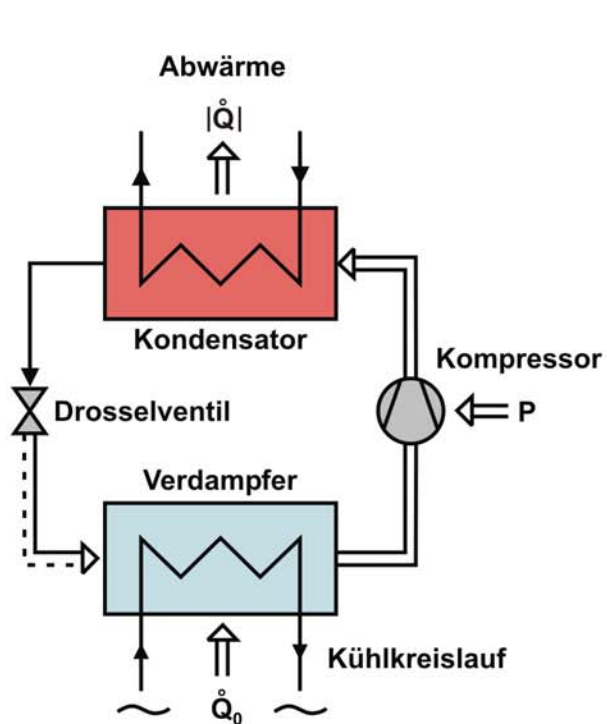 Abwärme
|Q̊|
Kondensator
Kompressor
Drosselventil
P
Verdampfer
Kühlkreislauf
Q̊₀